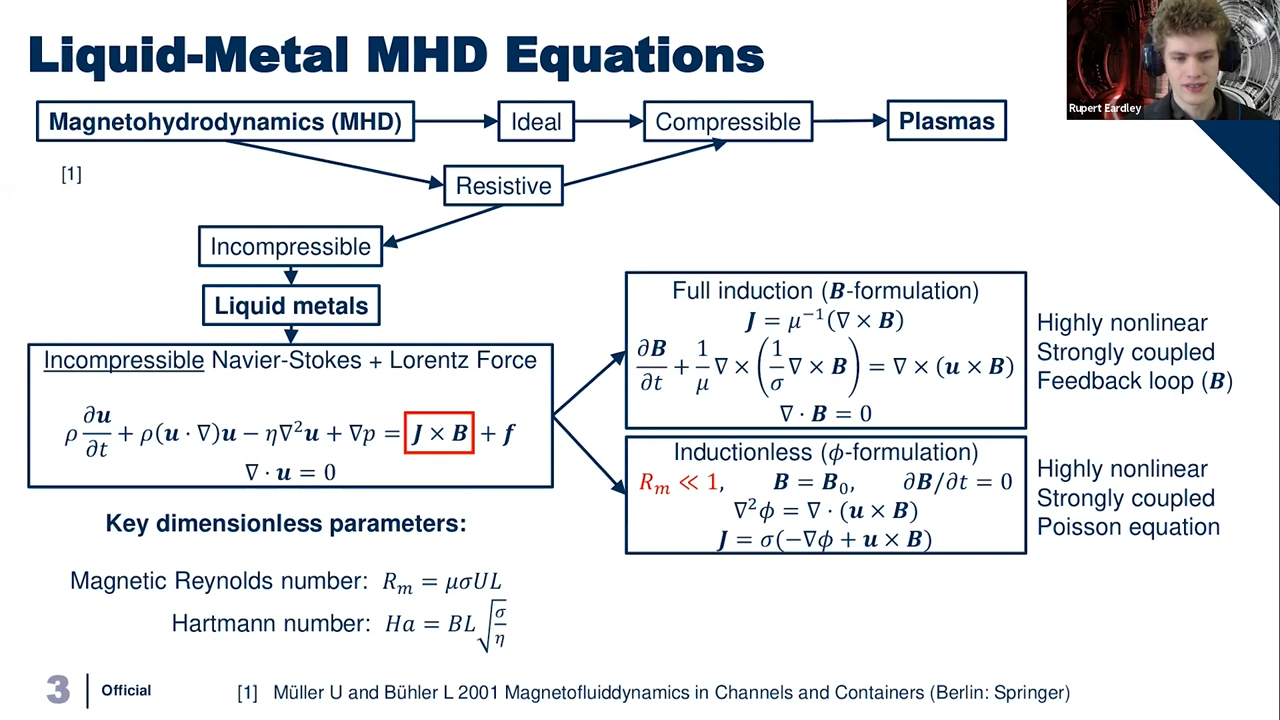 Liquid-Metal MHD Equations
Rupert Eardley
Magnetohydrodynamics (MHD)
Ideal
Compressible
Plasmas
[1]
Resistive
Incompressible
Liquid metals
Incompressible Navier-Stokes + Lorentz Force
ρ ∂𝒖/∂t + ρ(𝒖 · ∇)𝒖 − η∇²𝒖 + ∇p = 𝑱 × 𝑩 + 𝒇
∇ · 𝒖 = 0
Full induction (𝑩-formulation)
𝑱 = μ⁻¹(∇ × 𝑩)
∂𝑩/∂t + 1/μ ∇ × (1/σ ∇ × 𝑩) = ∇ × (𝒖 × 𝑩)
∇ · 𝑩 = 0
Highly nonlinear
Strongly coupled
Feedback loop (𝑩)
Inductionless (ϕ-formulation)
Rₘ ≪ 1, 𝑩 = 𝑩₀, ∂𝑩/∂t = 0
∇²ϕ = ∇ · (𝒖 × 𝑩)
𝑱 = σ(−∇ϕ + 𝒖 × 𝑩)
Highly nonlinear
Strongly coupled
Poisson equation
Key dimensionless parameters:
Magnetic Reynolds number: Rₘ = μσUL
Hartmann number: Ha = BL√(σ/η)
3 Official
[1] Müller U and Bühler L 2001 Magnetofluiddynamics in Channels and Containers (Berlin: Springer)